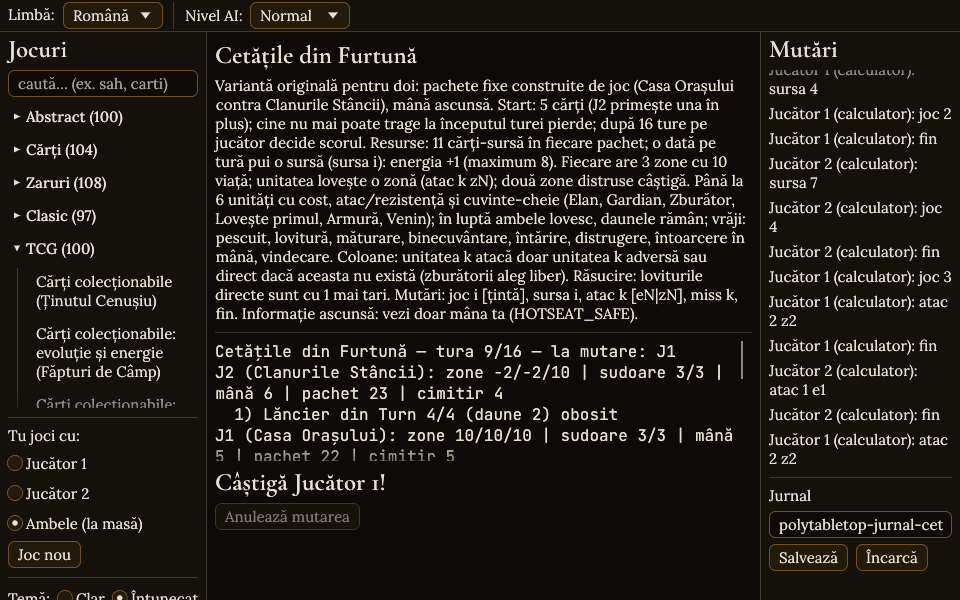 Limbă:
Română
Nivel AI:
Normal
Jocuri
caută... (ex. sah, carti)
Abstract (100)
Cărți (104)
Zaruri (108)
Clasic (97)
TCG (100)
Cărți colecționabile
(Ținutul Cenușiu)
Cărți colecționabile:
evoluție și energie
(Făpturi de Câmp)
Cărți colecționabile:
Tu joci cu:
Jucător 1
Jucător 2
Ambele (la masă)
Joc nou
Temă:
Clar
Întunecat
Cetățile din Furtună
Variantă originală pentru doi: pachete fixe construite de joc (Casa Orașului
contra Clanurile Stâncii), mână ascunsă. Start: 5 cărți (J2 primește una în
plus); cine nu mai poate trage la începutul turei pierde; după 16 ture pe
jucător decide scorul. Resurse: 11 cărți-sursă în fiecare pachet; o dată pe
tură pui o sursă (sursa i): energia +1 (maximum 8). Fiecare are 3 zone cu 10
viață; unitatea lovește o zonă (atac k zN); două zone distruse câștigă. Până la
6 unități cu cost, atac/rezistență și cuvinte-cheie (Elan, Gardian, Zburător,
Lovește primul, Armură, Venin); în luptă ambele lovesc, daunele rămân; vrăji:
pescuit, lovitură, măturare, binecuvântare, întărire, distrugere, întoarcere în
mână, vindecare. Coloane: unitatea k atacă doar unitatea k adversă sau
direct dacă aceasta nu există (zburătorii aleg liber). Răsucire: loviturile
directe sunt cu 1 mai tari. Mutări: joc i [țintă], sursa i, atac k [eN|zN], miss k,
fin. Informație ascunsă: vezi doar mâna ta (HOTSEAT_SAFE).
Cetățile din Furtună — tura 9/16 — la mutare: J1
J2 (Clanurile Stâncii): zone -2/-2/10 | sudoare 3/3 |
mână 6 | pachet 23 | cimitir 4
1) Lăncier din Turn 4/4 (daune 2) obosit
J1 (Casa Orașului): zone 10/10/10 | sudoare 3/3 | mână
5 | pachet 22 | cimitir 5
Câștigă Jucător 1!
Anulează mutarea
Mutări
Jucător 1 (calculator):
sursa 4
Jucător 1 (calculator): joc 2
Jucător 1 (calculator): fin
Jucător 2 (calculator):
sursa 7
Jucător 2 (calculator): joc
4
Jucător 2 (calculator): fin
Jucător 1 (calculator): joc 3
Jucător 1 (calculator): atac
2 z2
Jucător 1 (calculator): fin
Jucător 2 (calculator):
atac 1 e1
Jucător 2 (calculator): fin
Jucător 1 (calculator): atac
2 z2
Jurnal
polytabletop-jurnal-cet
Salvează
Încarcă